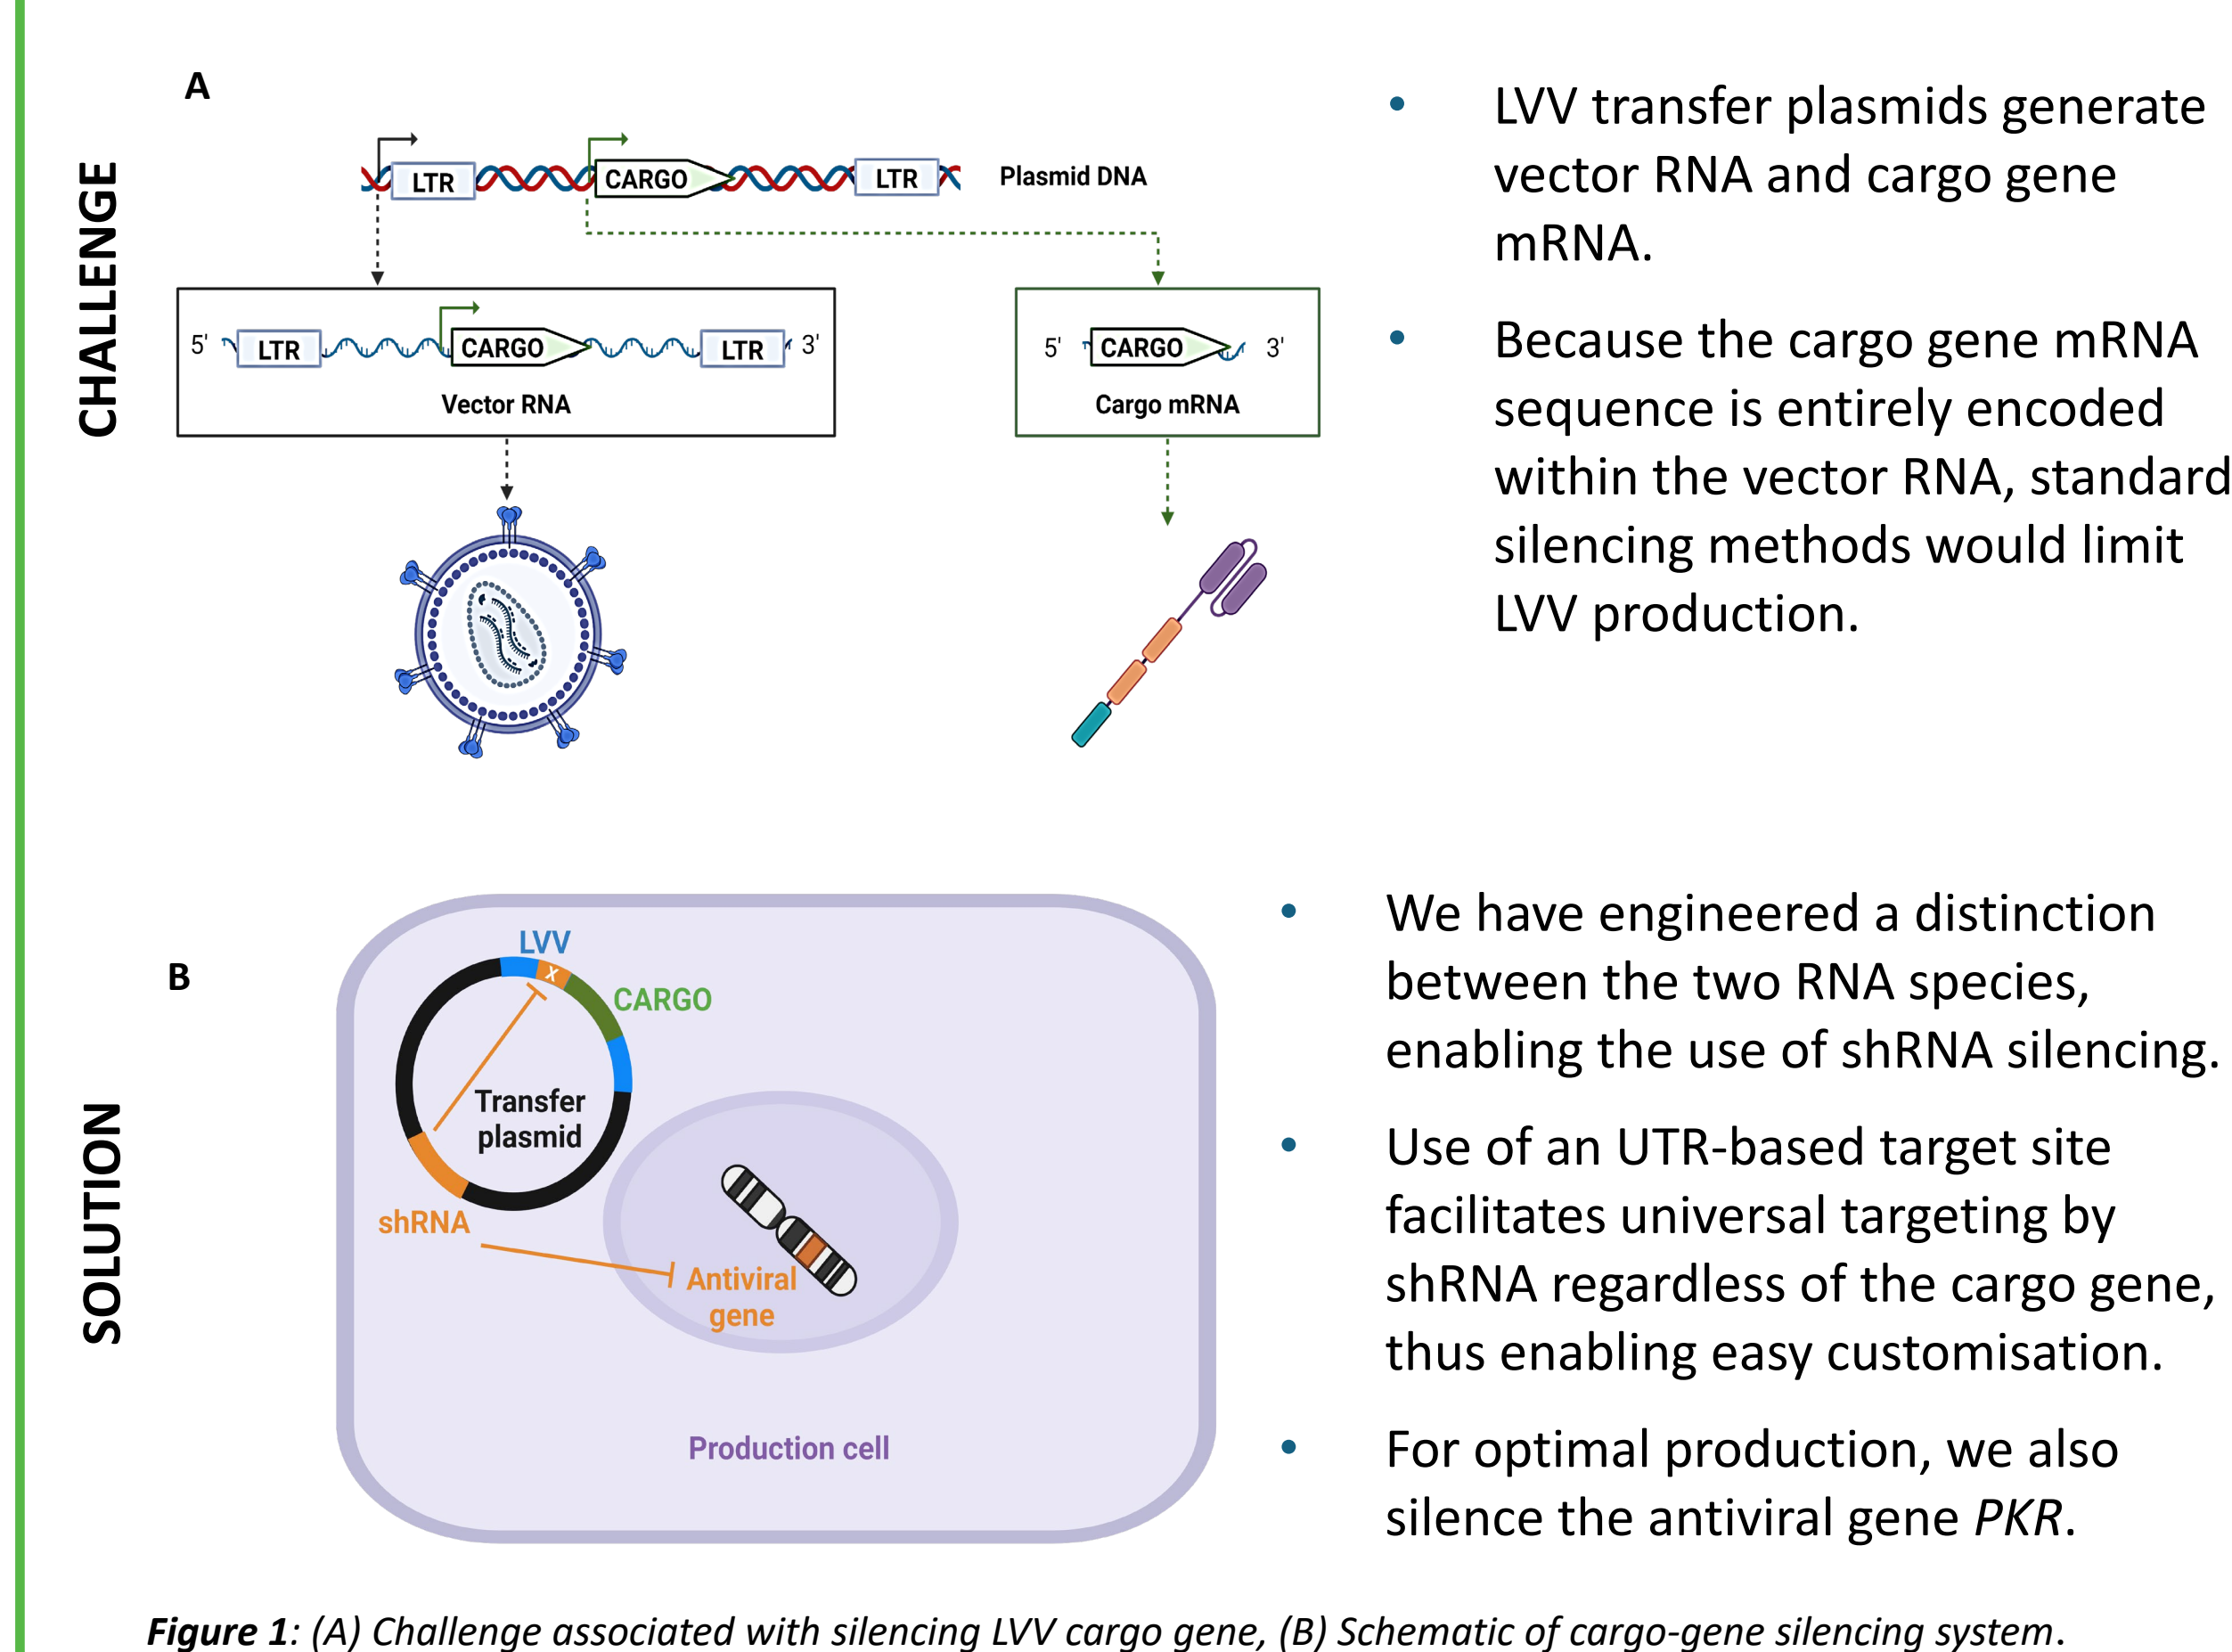 CHALLENGE
A
LTR
CARGO
LTR
Plasmid DNA
5'
LTR
CARGO
LTR
3'
Vector RNA
5'
CARGO
3'
Cargo mRNA
• LVV transfer plasmids generate
vector RNA and cargo gene
mRNA.
• Because the cargo gene mRNA
sequence is entirely encoded
within the vector RNA, standard
silencing methods would limit
LVV production.
SOLUTION
B
LVV
X
CARGO
Transfer
plasmid
shRNA
Antiviral
gene
Production cell
• We have engineered a distinction
between the two RNA species,
enabling the use of shRNA silencing.
• Use of an UTR-based target site
facilitates universal targeting by
shRNA regardless of the cargo gene,
thus enabling easy customisation.
• For optimal production, we also
silence the antiviral gene PKR.
Figure 1: (A) Challenge associated with silencing LVV cargo gene, (B) Schematic of cargo-gene silencing system.